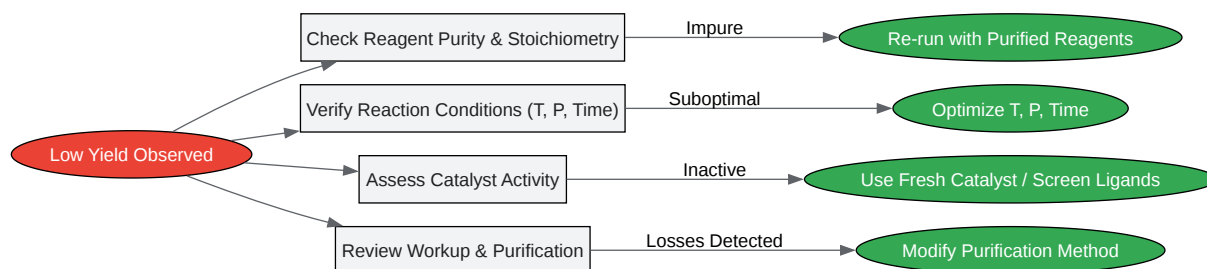 Check Reagent Purity & Stoichiometry
Impure
Re-run with Purified Reagents
Verify Reaction Conditions (T, P, Time)
Suboptimal
Optimize T, P, Time
Low Yield Observed
Assess Catalyst Activity
Inactive
Use Fresh Catalyst / Screen Ligands
Review Workup & Purification
Losses Detected
Modify Purification Method